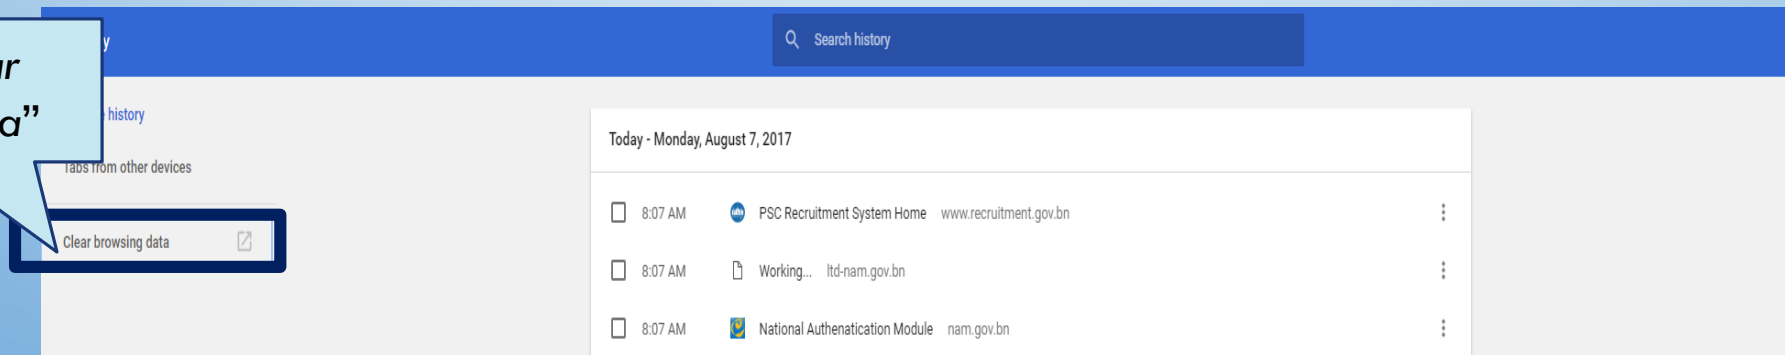 Search history
a”
history
Tabs from other devices
Clear browsing data
Today - Monday, August 7, 2017
8:07 AM PSC Recruitment System Home www.recruitment.gov.bn
8:07 AM Working... ltd-nam.gov.bn
8:07 AM National Authenatication Module nam.gov.bn